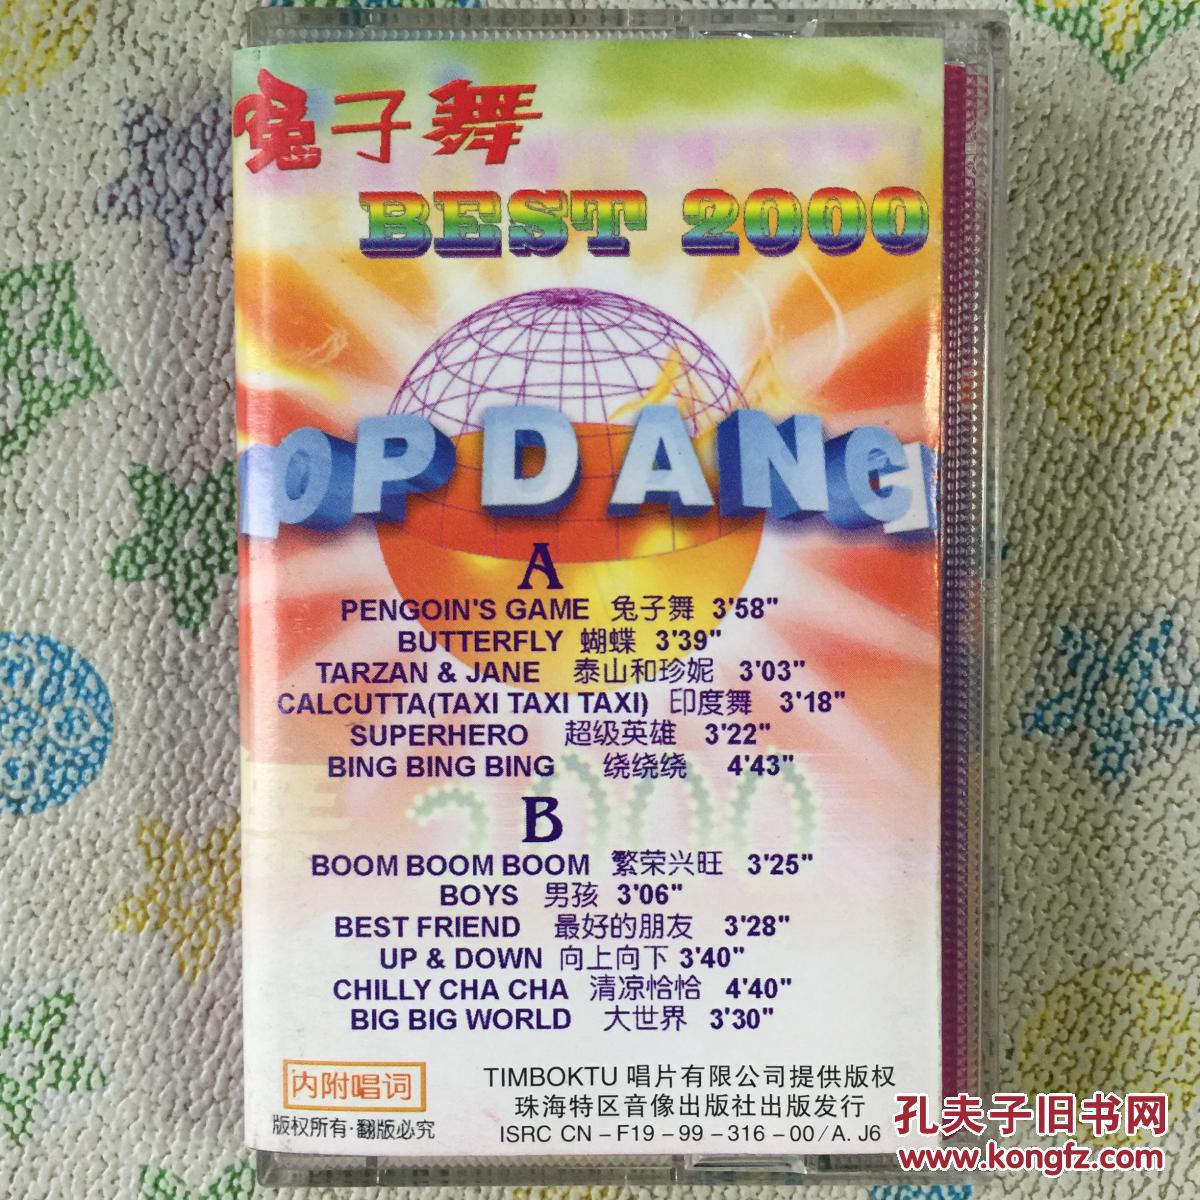 兔子舞
BEST 2000
OP DANC
A
PENGOIN'S GAME 兔子舞 3'58"
BUTTERFLY 蝴蝶 3'39"
TARZAN & JANE 泰山和珍妮 3'03"
CALCUTTA(TAXI TAXI TAXI) 印度舞 3'18"
SUPERHERO 超级英雄 3'22"
BING BING BING 绕绕绕 4'43"
B
BOOM BOOM BOOM 繁荣兴旺 3'25"
BOYS 男孩 3'06"
BEST FRIEND 最好的朋友 3'28"
UP & DOWN 向上向下 3'40"
CHILLY CHA CHA 清凉恰恰 4'40"
BIG BIG WORLD 大世界 3'30"
内附唱词
版权所有·翻版必究
TIMBOKTU 唱片有限公司提供版权
珠海特区音像出版社出版发行
ISRC CN－F19－99－316－00/A. J6
孔夫子旧书网
www.kongfz.com